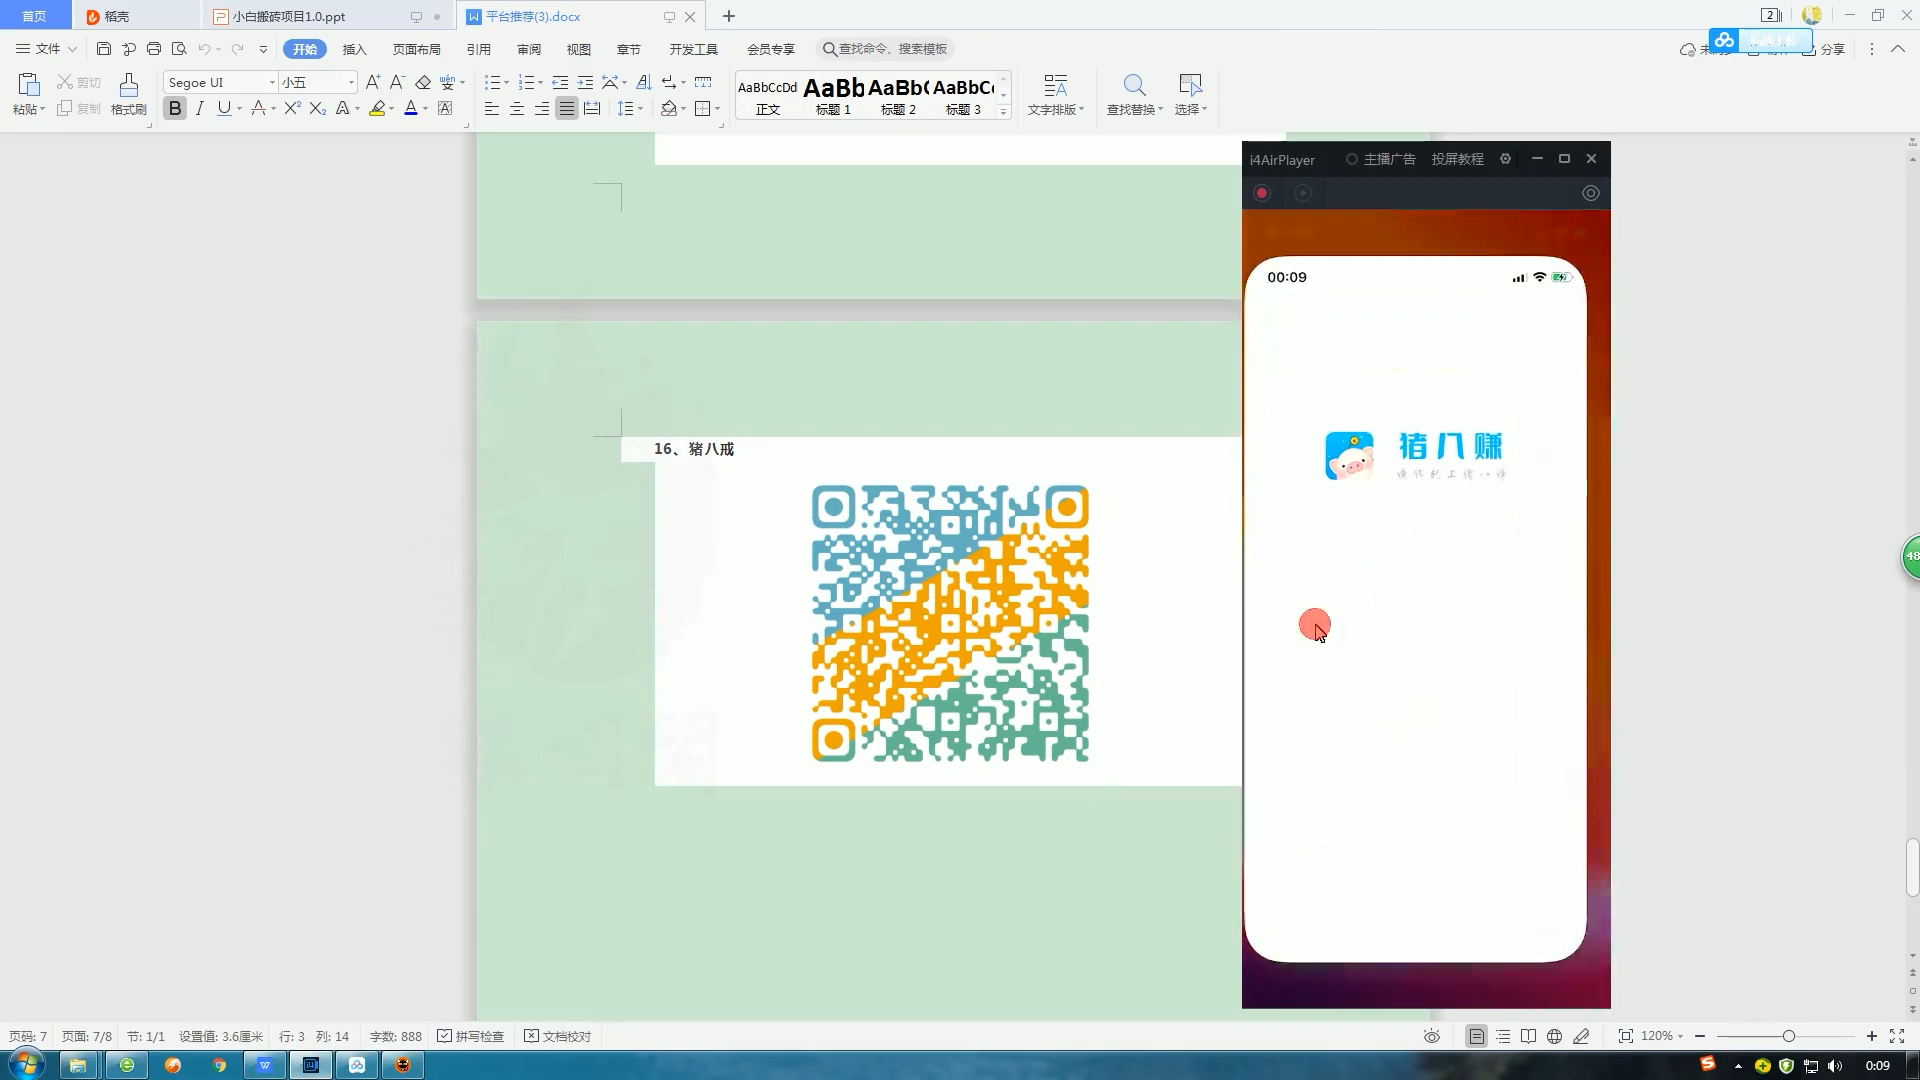 首页
稻壳
小白搬砖项目1.0.ppt
平台推荐(3).docx
2
文件
开始
插入
页面布局
引用
审阅
视图
章节
开发工具
会员专享
查找命令、搜索模板
分享
粘贴
剪切
复制
格式刷
Segoe UI
小五
AaBbCcDd
正文
AaBb
标题 1
AaBb(
标题 2
AaBbC(
标题 3
文字排版
查找替换
选择
i4AirPlayer
主播广告
投屏教程
00:09
猪八赚
16、猪八戒
48
页码: 7
页面: 7/8
节: 1/1
设置值: 3.6厘米
行: 3
列: 14
字数: 888
拼写检查
文档校对
120%
0:09